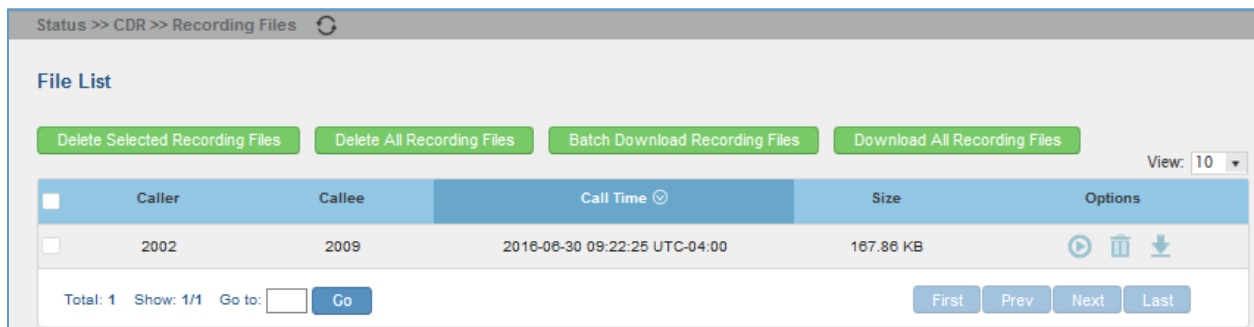 Status >> CDR >> Recording Files
File List
Delete Selected Recording Files Delete All Recording Files Batch Download Recording Files Download All Recording Files
View: 10
Caller Callee Call Time Size Options
2002 2009 2016-06-30 09:22:25 UTC-04:00 167.86 KB
Total: 1 Show: 1/1 Go to: Go First Prev Next Last